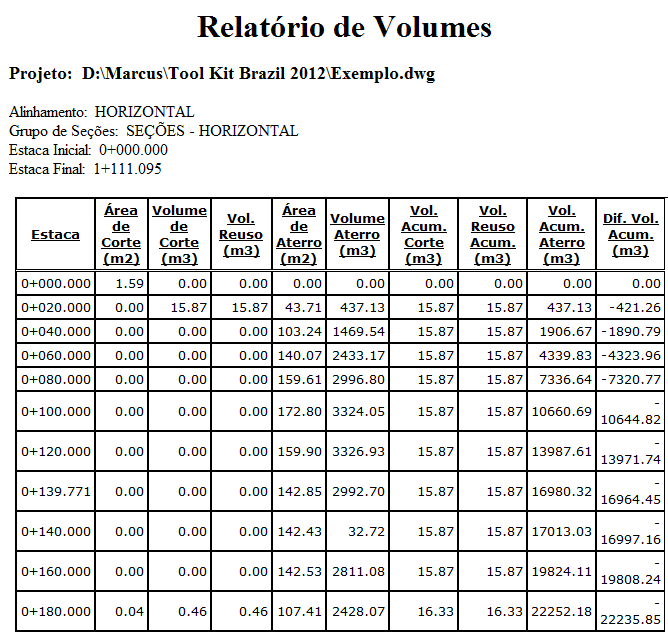 Relatório de Volumes
Projeto: D:\Marcus\Tool Kit Brazil 2012\Exemplo.dwg
Alinhamento: HORIZONTAL
Grupo de Seções: SEÇÕES - HORIZONTAL
Estaca Inicial: 0+000.000
Estaca Final: 1+111.095
Estaca Área de Corte (m2) Volume de Corte (m3) Vol. Reuso (m3) Área de Aterro (m2) Volume Aterro (m3) Vol. Acum. Corte (m3) Vol. Reuso Acum. (m3) Vol. Acum. Aterro (m3) Dif. Vol. Acum. (m3)
0+000.000 1.59 0.00 0.00 0.00 0.00 0.00 0.00 0.00 0.00
0+020.000 0.00 15.87 15.87 43.71 437.13 15.87 15.87 437.13 -421.26
0+040.000 0.00 0.00 0.00 103.24 1469.54 15.87 15.87 1906.67 -1890.79
0+060.000 0.00 0.00 0.00 140.07 2433.17 15.87 15.87 4339.83 -4323.96
0+080.000 0.00 0.00 0.00 159.61 2996.80 15.87 15.87 7336.64 -7320.77
0+100.000 0.00 0.00 0.00 172.80 3324.05 15.87 15.87 10660.69 -10644.82
0+120.000 0.00 0.00 0.00 159.90 3326.93 15.87 15.87 13987.61 -13971.74
0+139.771 0.00 0.00 0.00 142.85 2992.70 15.87 15.87 16980.32 -16964.45
0+140.000 0.00 0.00 0.00 142.43 32.72 15.87 15.87 17013.03 -16997.16
0+160.000 0.00 0.00 0.00 142.53 2811.08 15.87 15.87 19824.11 -19808.24
0+180.000 0.04 0.46 0.46 107.41 2428.07 16.33 16.33 22252.18 -22235.85